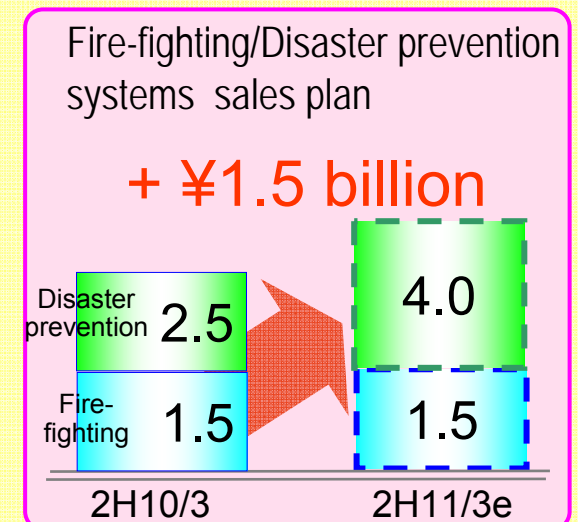 Fire-fighting/Disaster prevention
systems sales plan
+ ¥1.5 billion
Disaster
prevention
2.5
4.0
Fire-
fighting
1.5
1.5
2H10/3
2H11/3e